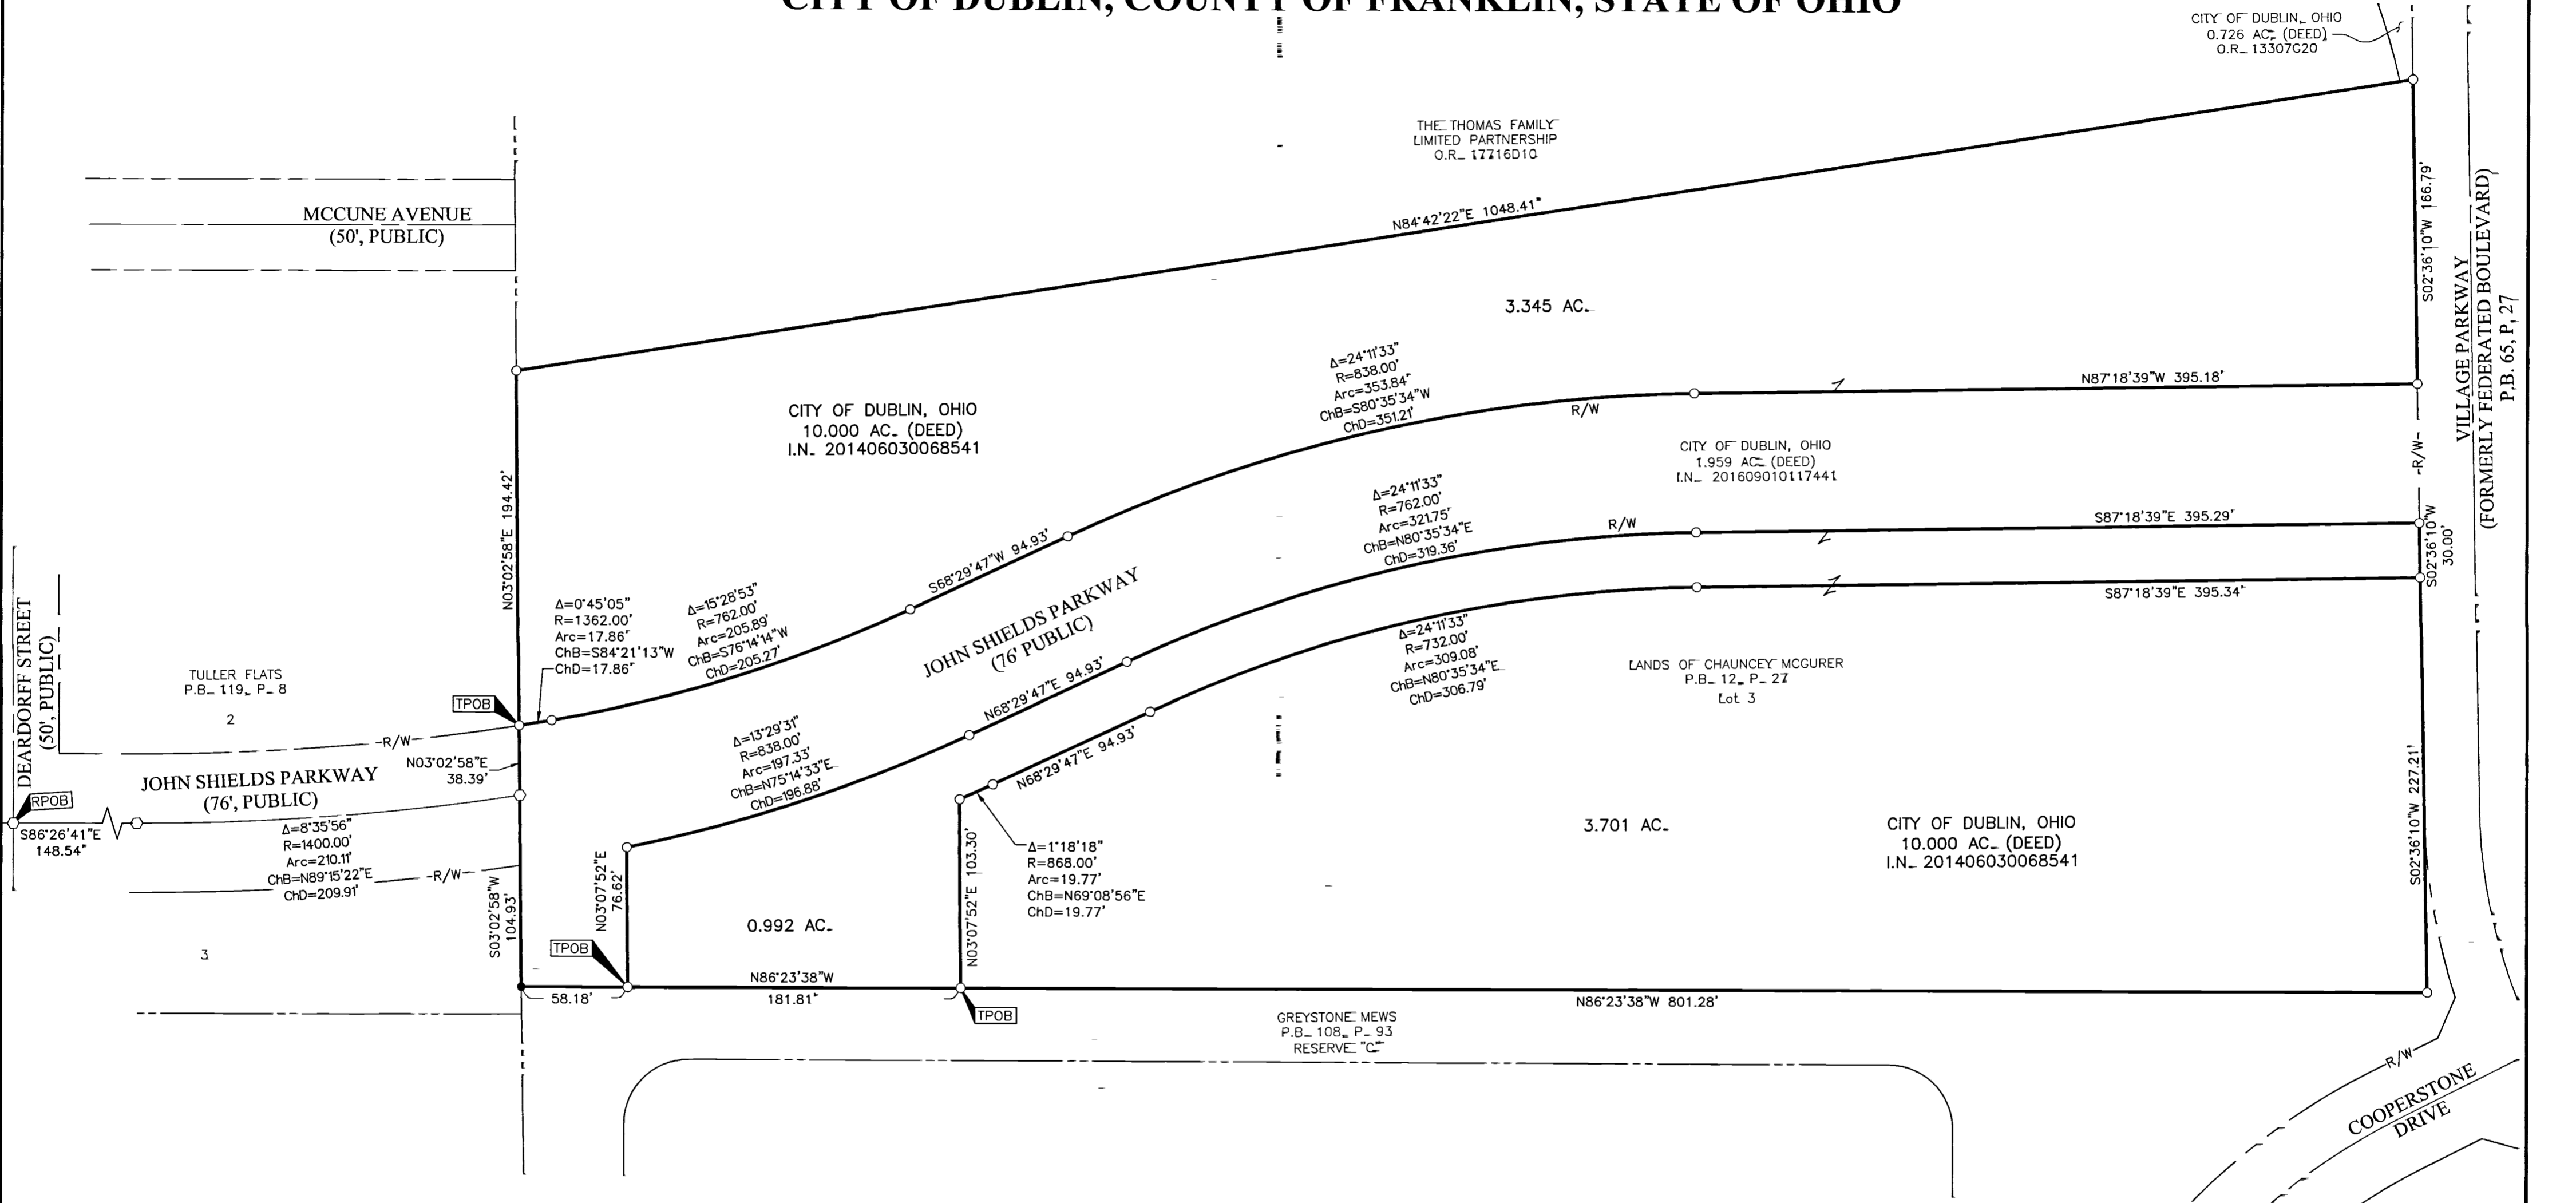 CITY OF DUBLIN, COUNTY OF FRANKLIN, STATE OF OHIO
CITY OF DUBLIN, OHIO
0.726 AC. (DEED)
O.R. 13307G20
THE THOMAS FAMILY
LIMITED PARTNERSHIP
O.R. 17716D10
MCCUNE AVENUE
(50', PUBLIC)
N84°42'22"E 1048.41'
S02°36'10"W 166.79'
VILLAGE PARKWAY
(FORMERLY FEDERATED BOULEVARD)
P.B. 65, P, 27
3.345 AC.
Δ=24°11'33"
R=838.00'
Arc=353.84'
ChB=S80°35'34"W
ChD=351.21'
R/W
N87°18'39"W 395.18'
CITY OF DUBLIN, OHIO
10.000 AC. (DEED)
I.N. 201406030068541
CITY OF DUBLIN, OHIO
1.959 AC. (DEED)
I.N. 201609010117441
-R/W-
N03°02'58"E 194.42'
Δ=24°11'33"
R=762.00'
Arc=321.75'
ChB=N80°35'34"E
ChD=319.36'
R/W
S87°18'39"E 395.29'
S02°36'10"W
30.00'
S68°29'47"W 94.93'
Δ=0°45'05"
R=1362.00'
Arc=17.86'
ChB=S84°21'13"W
ChD=17.86'
Δ=15°28'53"
R=762.00'
Arc=205.89'
ChB=S76°14'14"W
ChD=205.27'
JOHN SHIELDS PARKWAY
(76' PUBLIC)
S87°18'39"E 395.34'
DEARDORFF STREET
(50', PUBLIC)
TULLER FLATS
P.B. 119, P. 8
2
TPOB
Δ=24°11'33"
R=732.00'
Arc=309.08'
ChB=N80°35'34"E
ChD=306.79'
LANDS OF CHAUNCEY MCGURER
P.B. 12, P. 27
Lot 3
N68°29'47"E 94.93'
-R/W-
N03°02'58"E
38.39'
JOHN SHIELDS PARKWAY
(76', PUBLIC)
Δ=13°29'31"
R=838.00'
Arc=197.33'
ChB=N75°14'33"E
ChD=196.88'
N68°29'47"E 94.93'
RPOB
S86°26'41"E
148.54'
Δ=8°35'56"
R=1400.00'
Arc=210.11'
ChB=N89°15'22"E
ChD=209.91'
-R/W-
S03°02'58"W
104.93'
N03°07'52"E
76.62'
N03°07'52"E 103.30'
Δ=1°18'18"
R=868.00'
Arc=19.77'
ChB=N69°08'56"E
ChD=19.77'
3.701 AC.
CITY OF DUBLIN, OHIO
10.000 AC. (DEED)
I.N. 201406030068541
S02°36'10"W 227.21'
0.992 AC.
3
TPOB
58.18'
N86°23'38"W
181.81'
TPOB
N86°23'38"W 801.28'
GREYSTONE MEWS
P.B. 108, P. 93
RESERVE "C"
-R/W-
COOPERSTONE
DRIVE